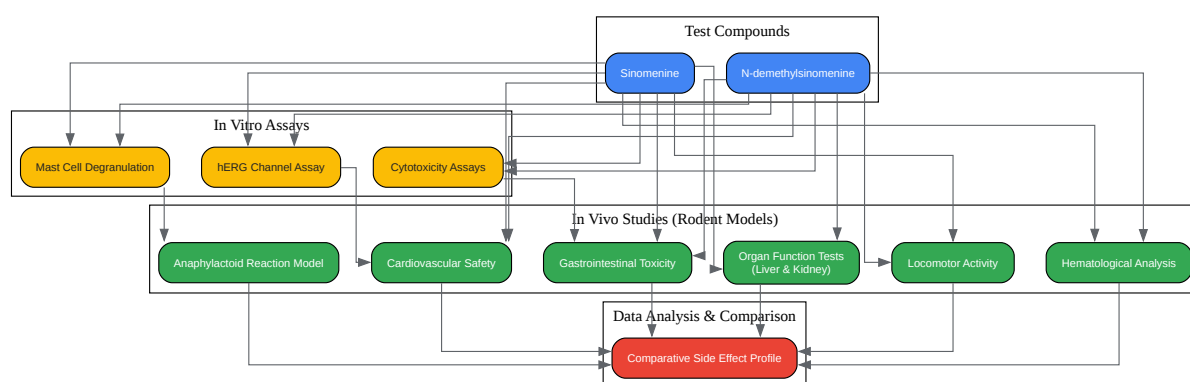 Test Compounds
Sinomenine
N-demethylsinomenine
In Vitro Assays
Mast Cell Degranulation
hERG Channel Assay
Cytotoxicity Assays
In Vivo Studies (Rodent Models)
Anaphylactoid Reaction Model
Cardiovascular Safety
Gastrointestinal Toxicity
Organ Function Tests
(Liver & Kidney)
Locomotor Activity
Hematological Analysis
Data Analysis & Comparison
Comparative Side Effect Profile